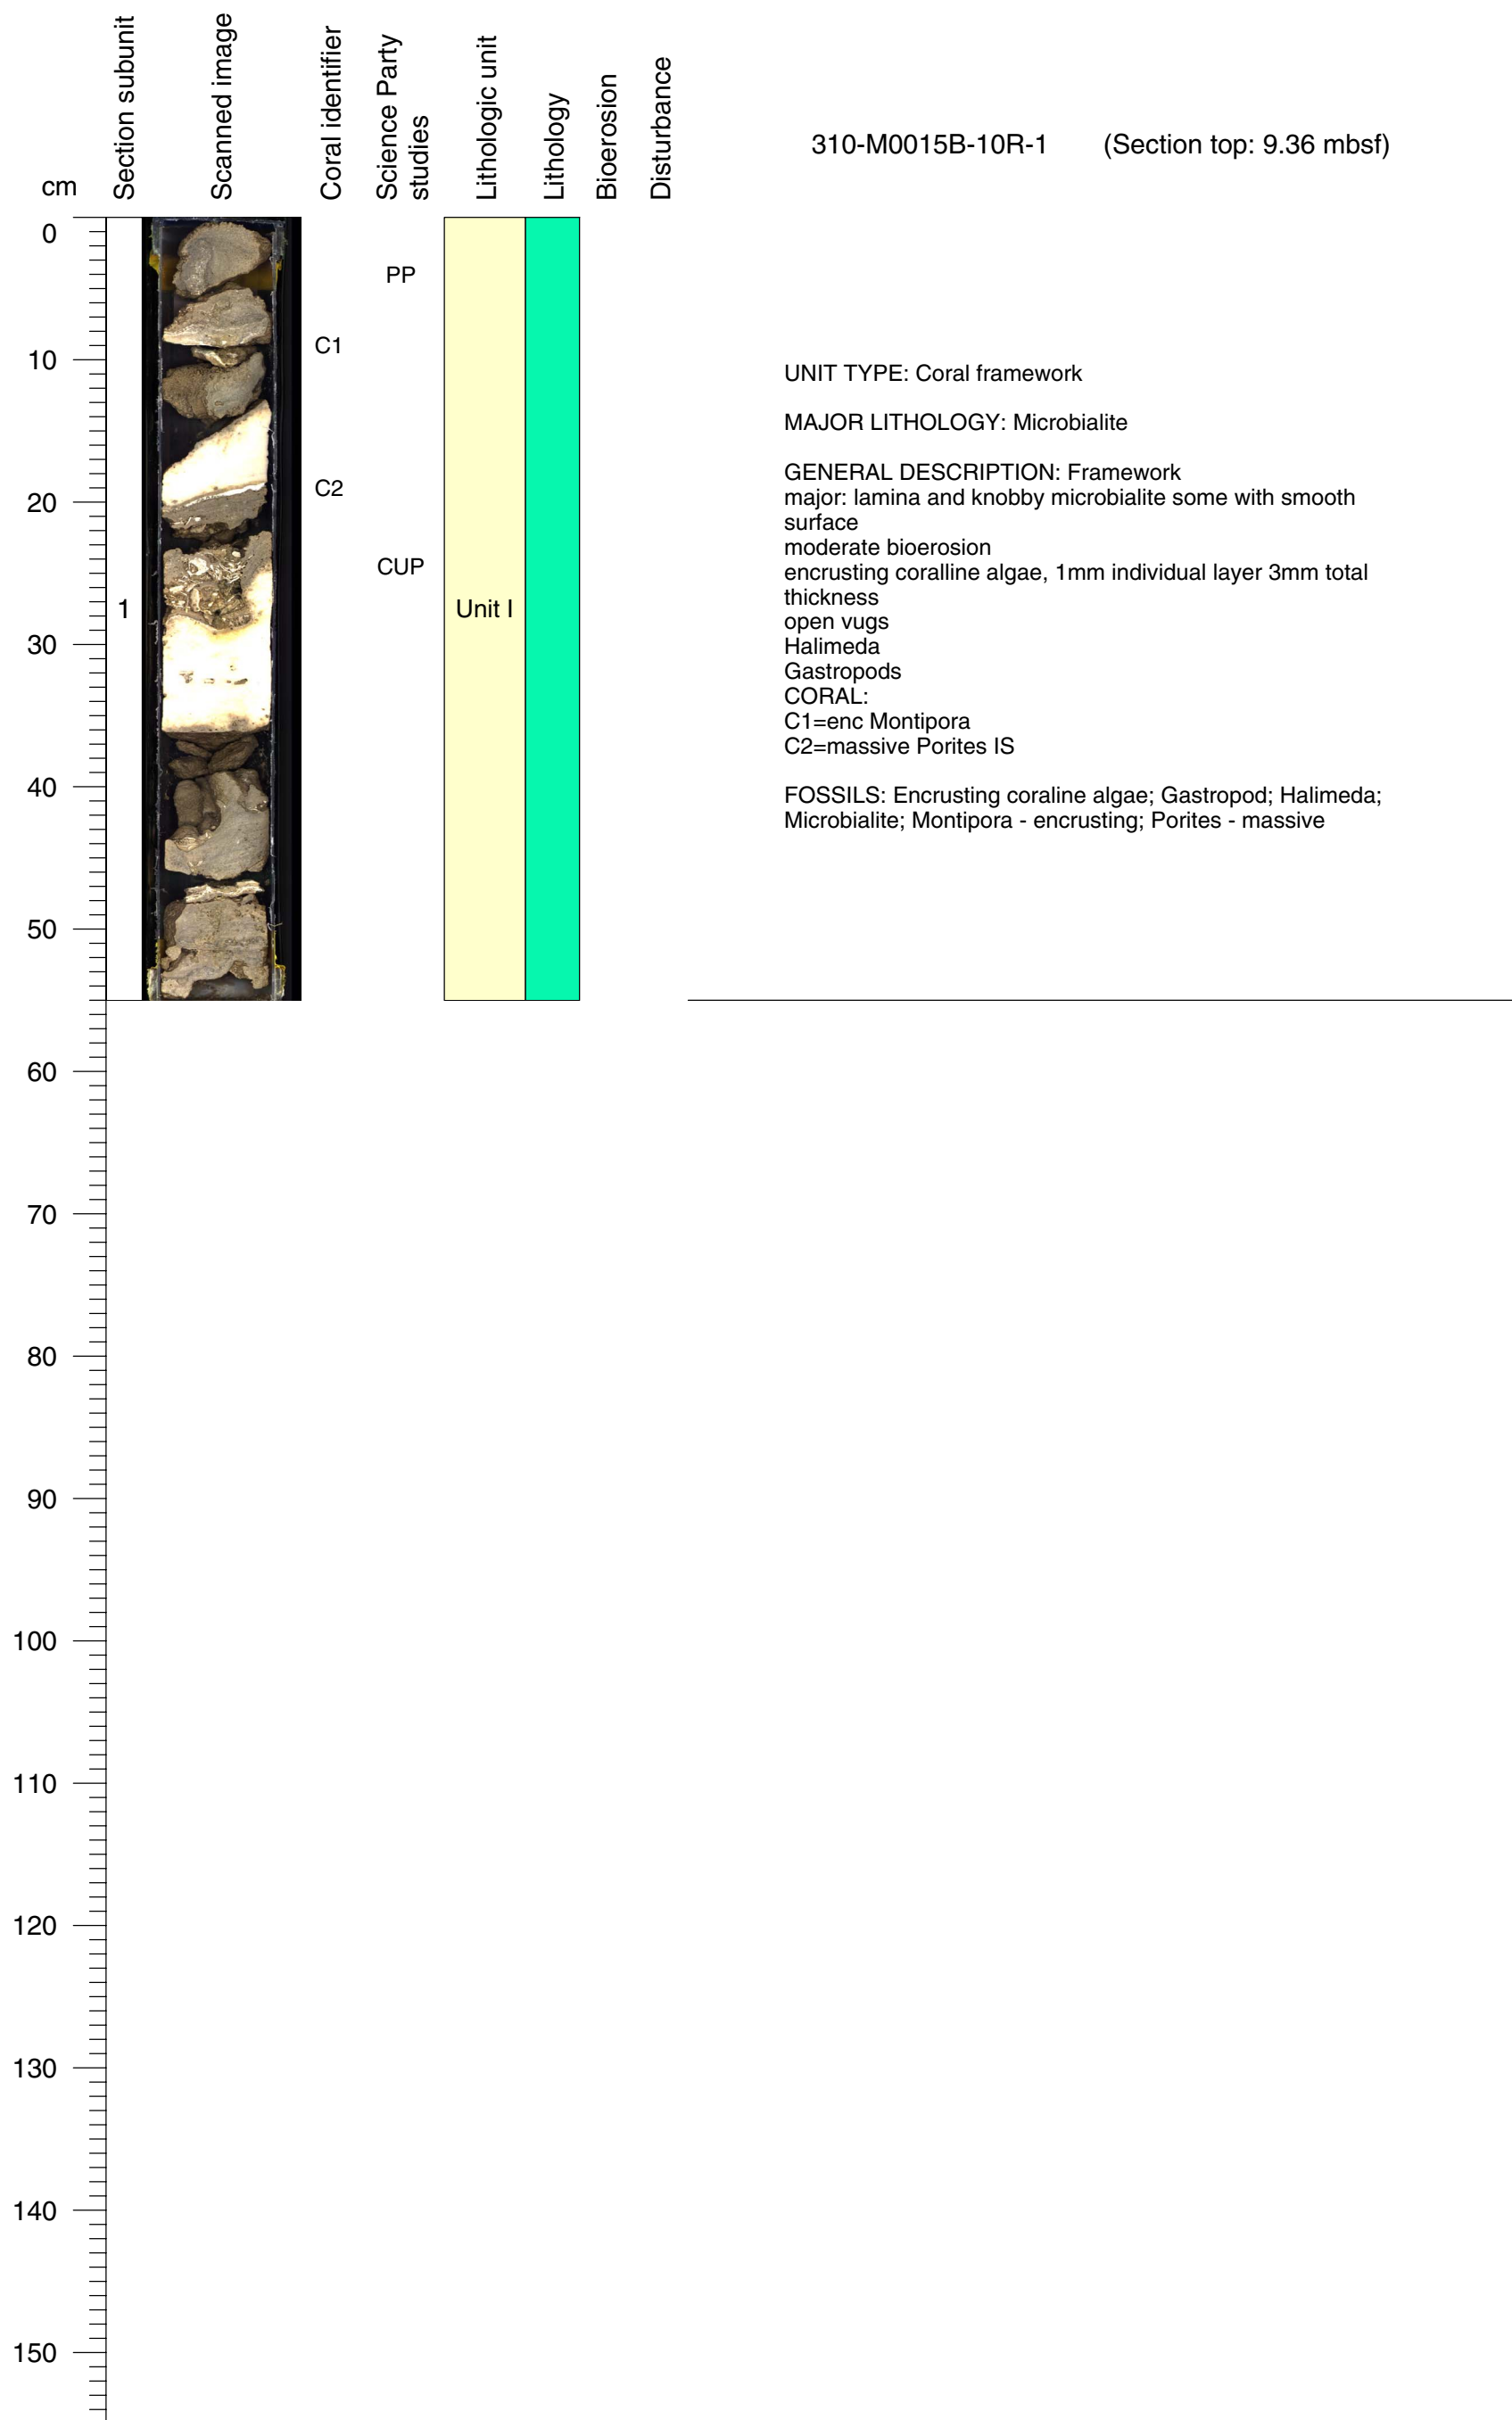 cm
Section subunit
Scanned image
Coral identifier
Science Party
studies
Lithologic unit
Lithology
Bioerosion
Disturbance
310-M0015B-10R-1 (Section top: 9.36 mbsf)
0
PP
C1
10
UNIT TYPE: Coral framework
MAJOR LITHOLOGY: Microbialite
GENERAL DESCRIPTION: Framework
major: lamina and knobby microbialite some with smooth
surface
moderate bioerosion
encrusting coralline algae, 1mm individual layer 3mm total
thickness
open vugs
Halimeda
Gastropods
CORAL:
C1=enc Montipora
C2=massive Porites IS
FOSSILS: Encrusting coraline algae; Gastropod; Halimeda;
Microbialite; Montipora - encrusting; Porites - massive
C2
20
CUP
1
Unit I
30
40
50
60
70
80
90
100
110
120
130
140
150